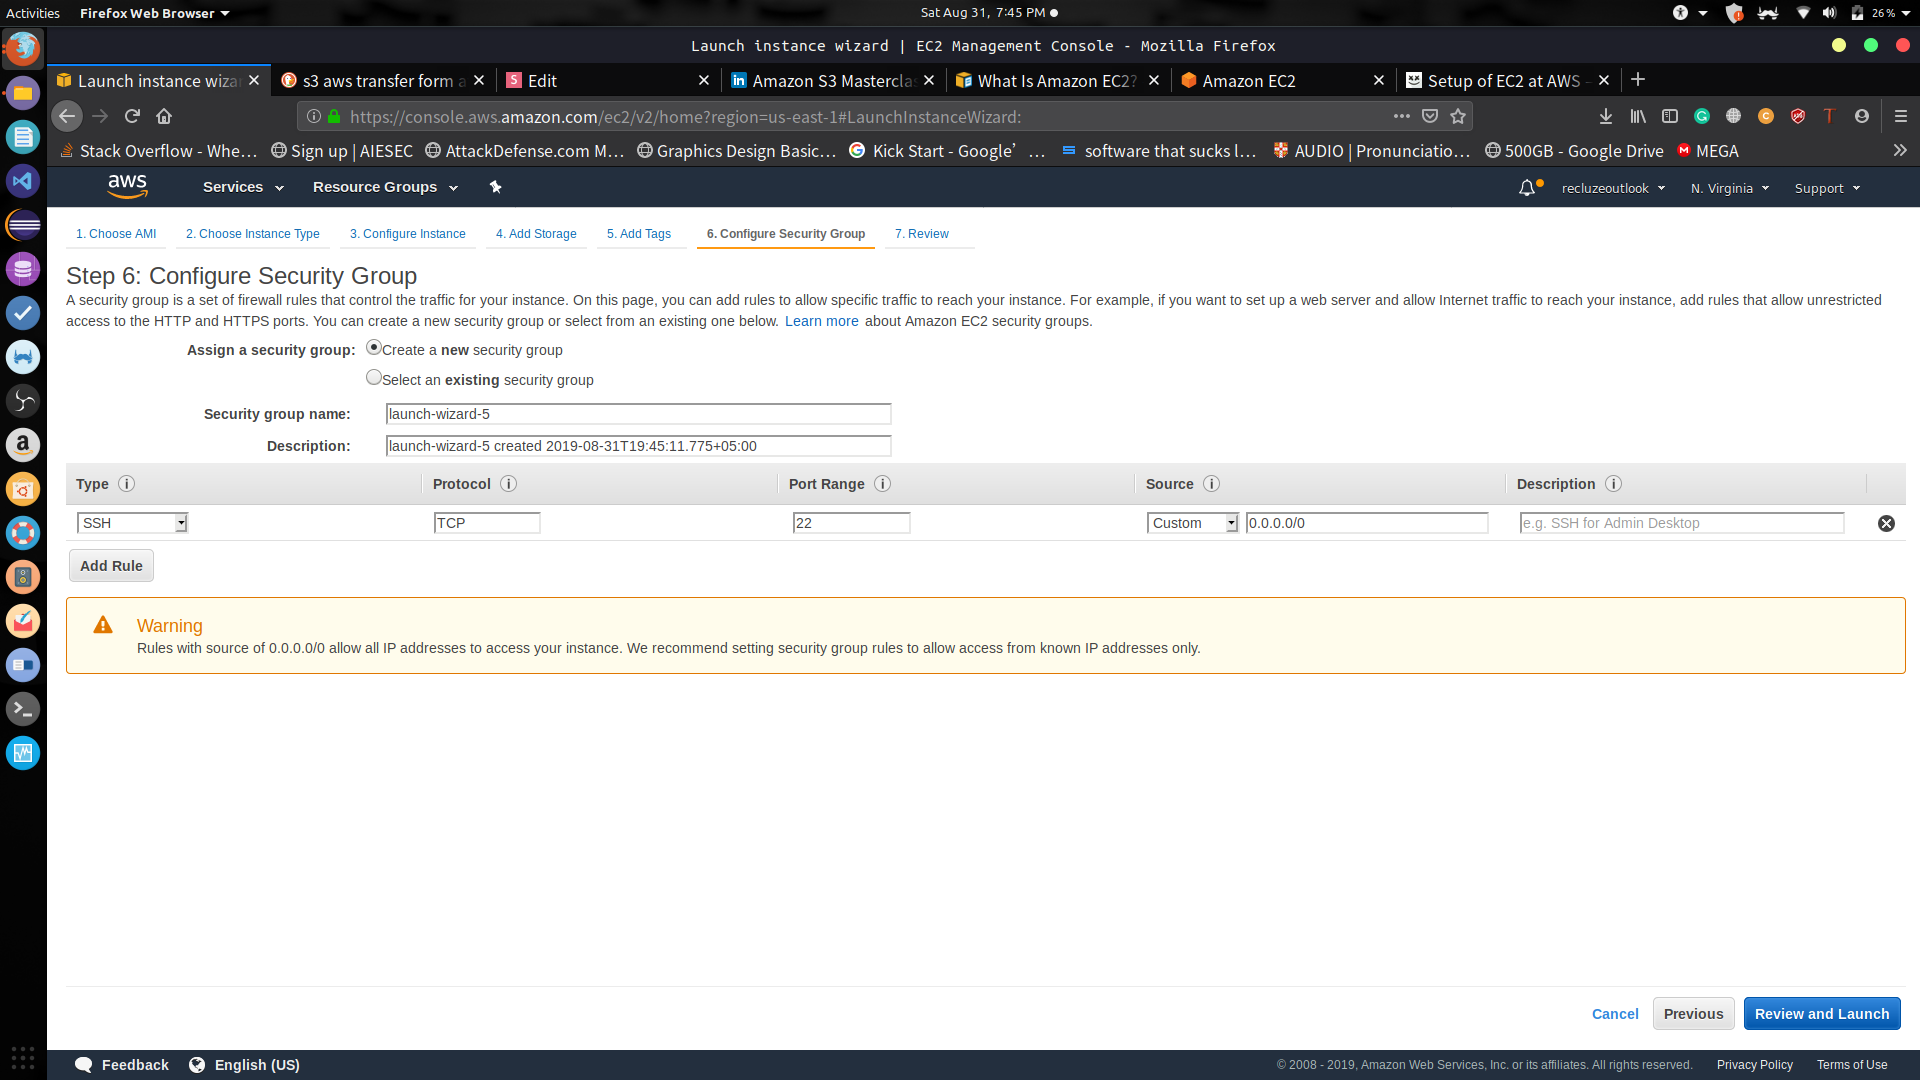 Activities
Firefox Web Browser
Sat Aug 31, 7:45 PM
26 %
Launch instance wizard | EC2 Management Console - Mozilla Firefox
Launch instance wiza
s3 aws transfer form a
Edit
Amazon S3 Mastercla
What Is Amazon EC2?
Amazon EC2
Setup of EC2 at AWS -
https://console.aws.amazon.com/ec2/v2/home?region=us-east-1#LaunchInstanceWizard:
Stack Overflow - Whe…
Sign up | AIESEC
AttackDefense.com M…
Graphics Design Basic…
Kick Start - Google’ …
software that sucks l…
AUDIO | Pronunciatio…
500GB - Google Drive
MEGA
aws
Services
Resource Groups
recluzeoutlook
N. Virginia
Support
1. Choose AMI
2. Choose Instance Type
3. Configure Instance
4. Add Storage
5. Add Tags
6. Configure Security Group
7. Review
Step 6: Configure Security Group
A security group is a set of firewall rules that control the traffic for your instance. On this page, you can add rules to allow specific traffic to reach your instance. For example, if you want to set up a web server and allow Internet traffic to reach your instance, add rules that allow unrestricted
access to the HTTP and HTTPS ports. You can create a new security group or select from an existing one below. Learn more about Amazon EC2 security groups.
Assign a security group:
Create a new security group
Select an existing security group
Security group name:
launch-wizard-5
Description:
launch-wizard-5 created 2019-08-31T19:45:11.775+05:00
Type
Protocol
Port Range
Source
Description
SSH
TCP
22
Custom
0.0.0.0/0
e.g. SSH for Admin Desktop
Add Rule
Warning
Rules with source of 0.0.0.0/0 allow all IP addresses to access your instance. We recommend setting security group rules to allow access from known IP addresses only.
Cancel
Previous
Review and Launch
Feedback
English (US)
© 2008 - 2019, Amazon Web Services, Inc. or its affiliates. All rights reserved.
Privacy Policy
Terms of Use